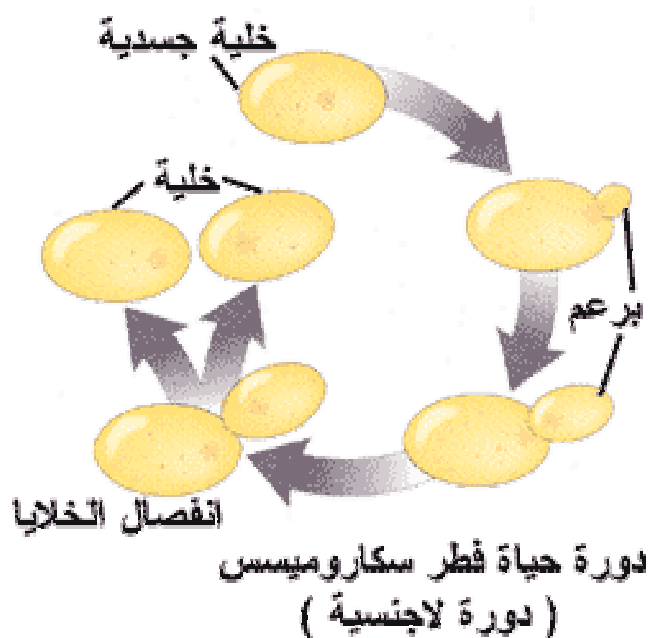 خلية جسدية
خلية
برعم
انفصال الخلايا
دورة حياة فطر سكاروميسس
( دورة لاجنسية )